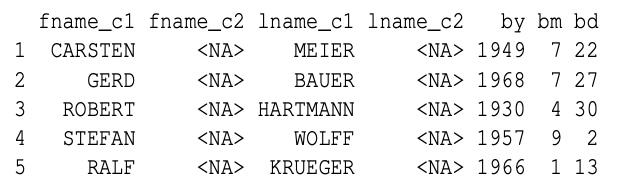 fname_c1 fname_c2 lname_c1 lname_c2 by bm bd
1 CARSTEN <NA> MEIER <NA> 1949 7 22
2 GERD <NA> BAUER <NA> 1968 7 27
3 ROBERT <NA> HARTMANN <NA> 1930 4 30
4 STEFAN <NA> WOLFF <NA> 1957 9 2
5 RALF <NA> KRUEGER <NA> 1966 1 13